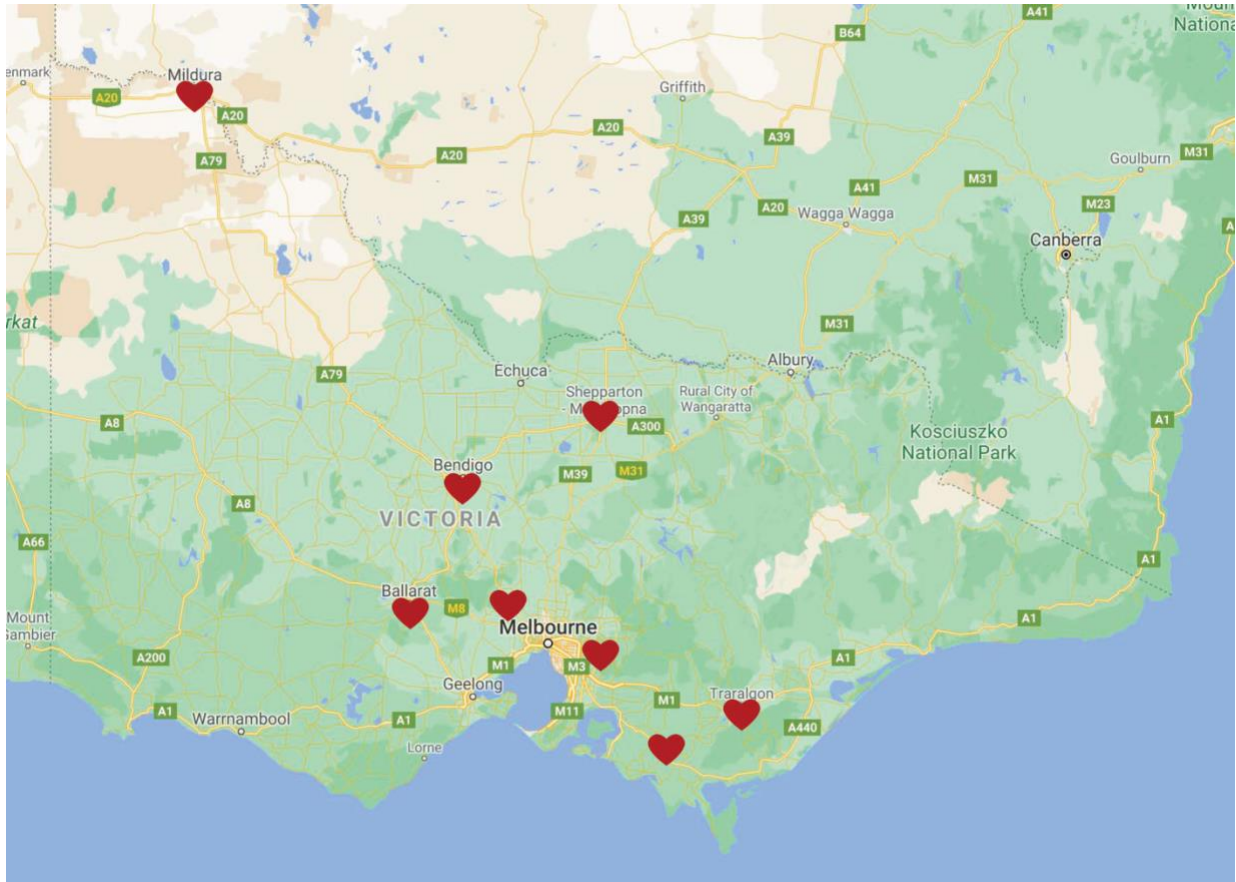 A41
Moun
Nationa
B64
enmark
Mildura
A20
A20
A79
Griffith
A20
A20
A39
A39
A41
A20
Wagga Wagga
M31
M23
Goulburn
M31
Canberra
A
rkat
M31
A79
Echuca
Albury
Shepparton
Rural City of
Wangaratta
A300
A8
A8
Bendigo
M39
M31
VICTORIA
Kosciuszko
National Park
A1
A66
A1
Ballarat
M8
Melbourne
Mount
Gambier
A200
M1
M3
A1
A1
Geelong
M11
M1
Traralgon
A440
A1
Warrnambool
A1
Lorne